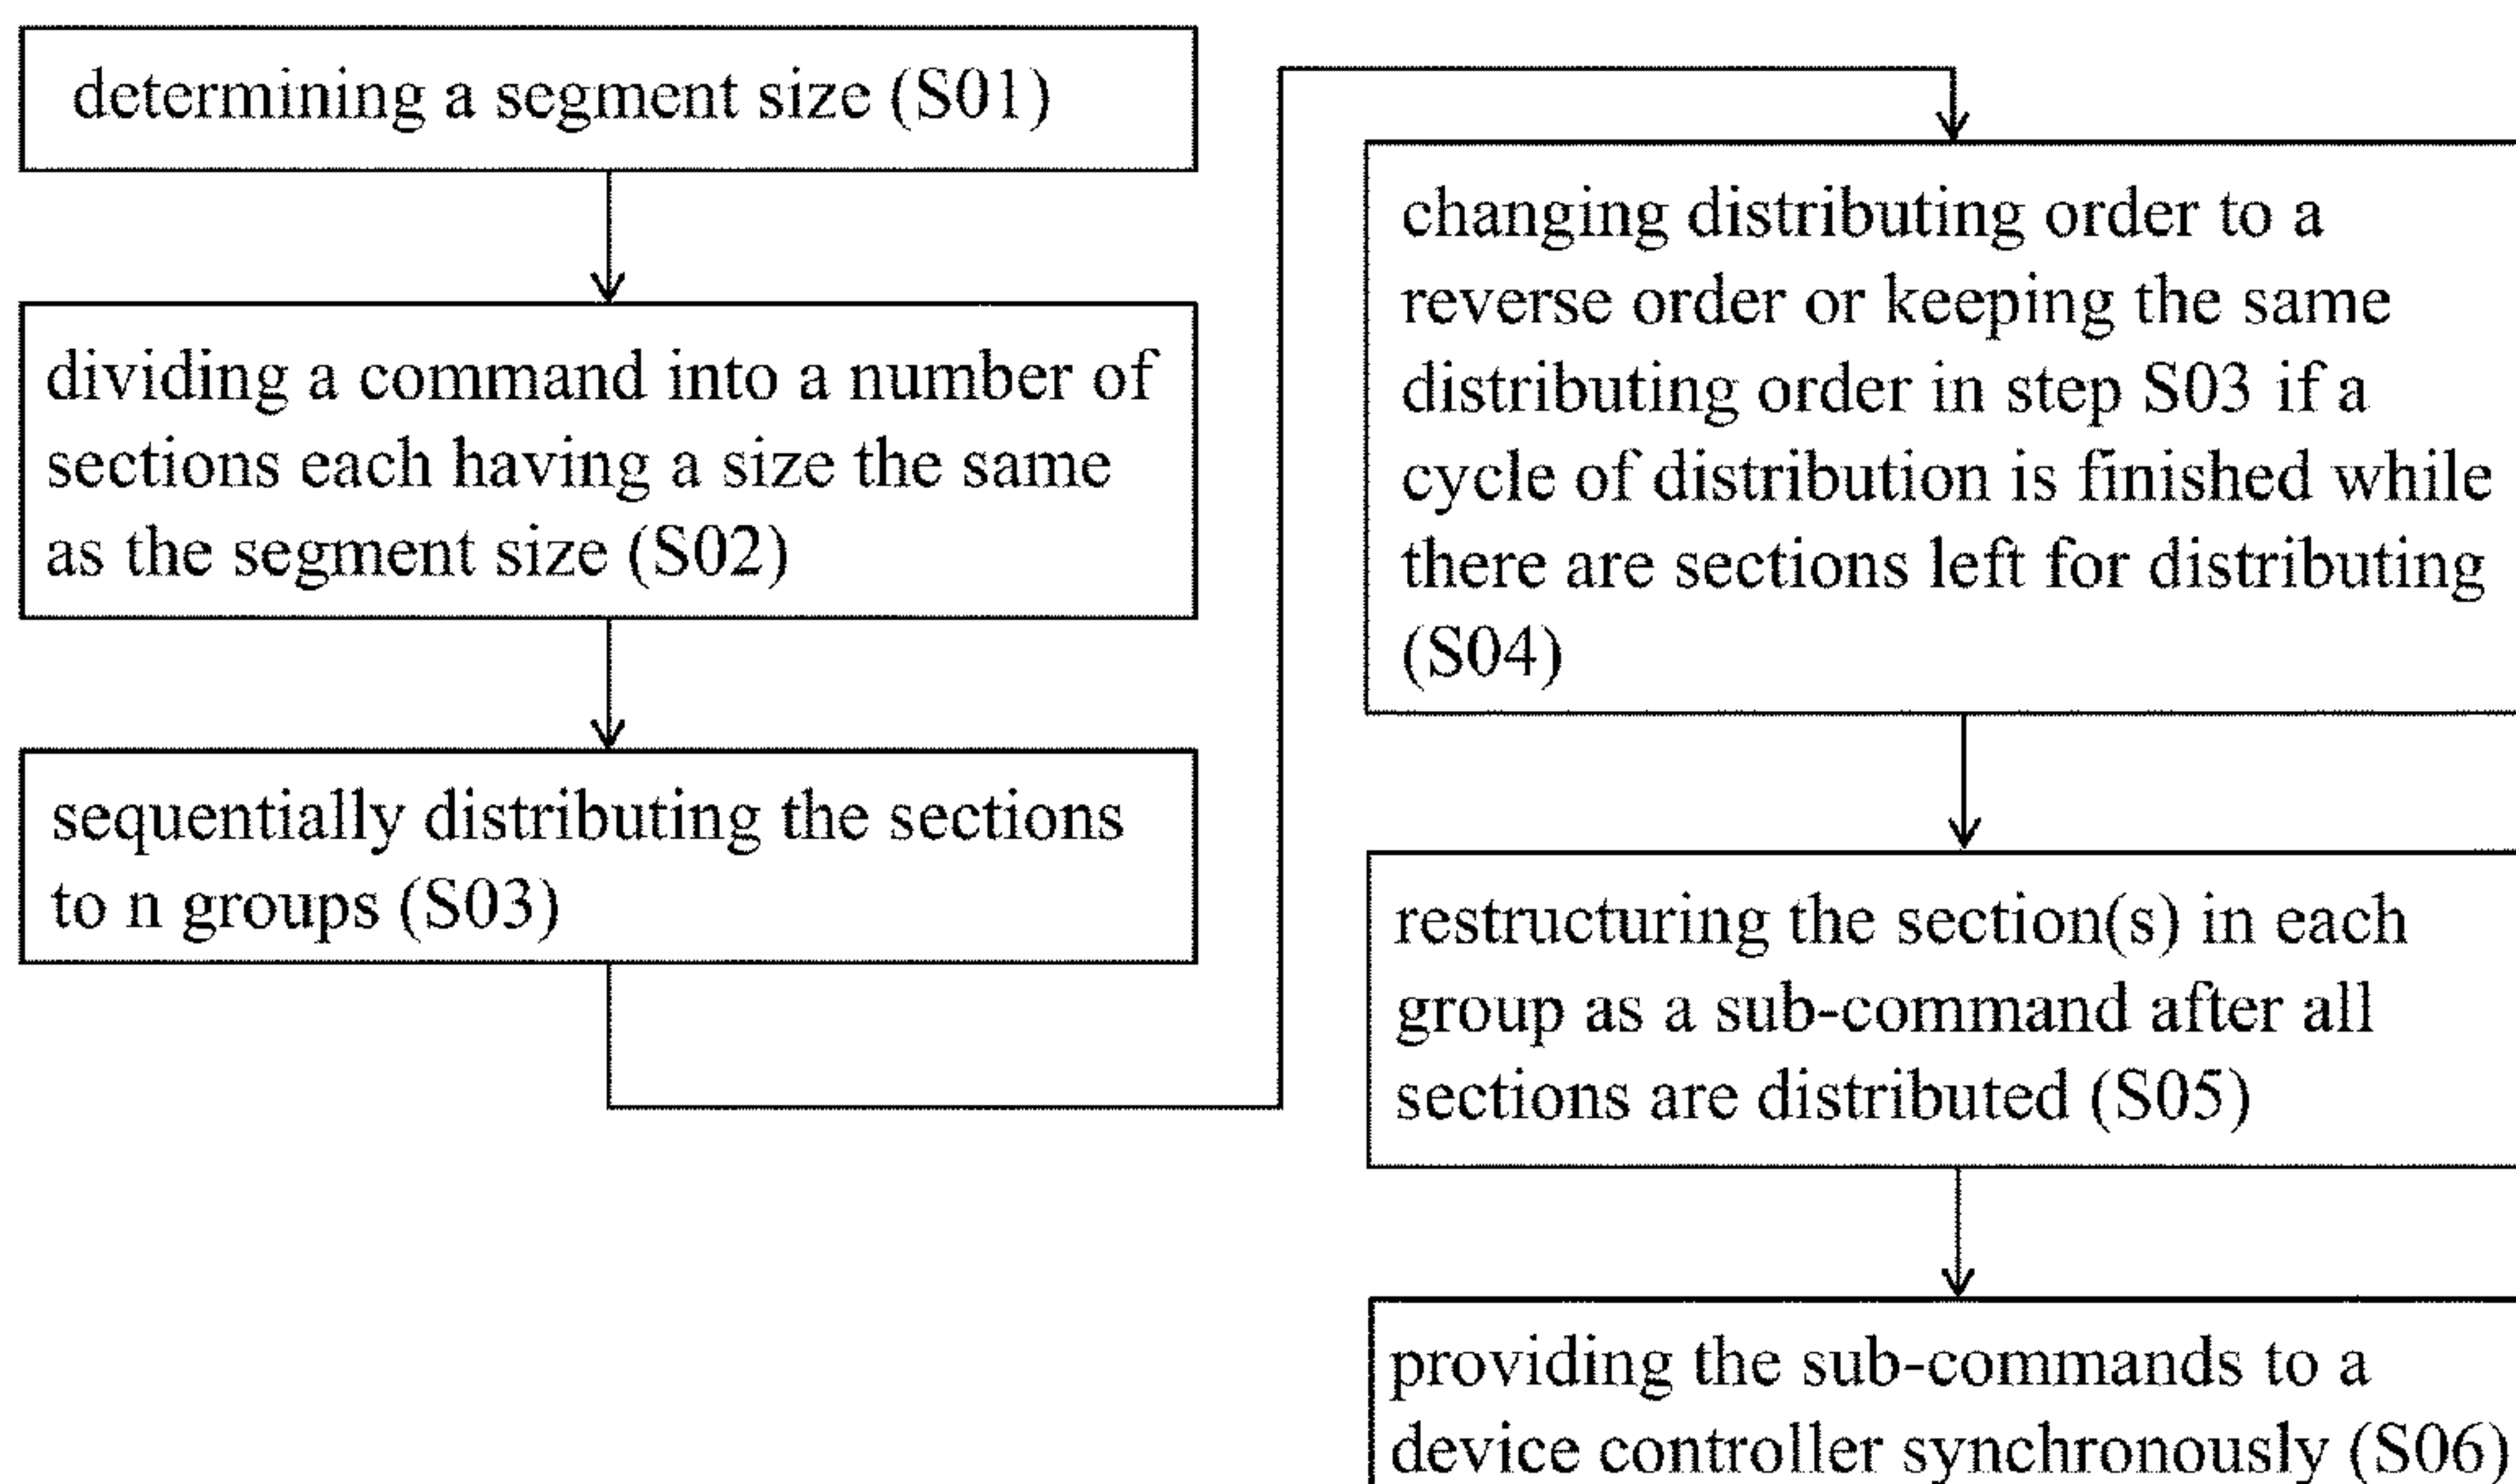 determining a segment size (S01)
dividing a command into a number of
sections each having a size the same
as the segment size (S02)
sequentially distributing the sections
to n groups (S03)
changing distributing order to a
reverse order or keeping the same
distributing order in step S03 if a
cycle of distribution is finished while
there are sections left for distributing
(S04)
restructuring the section(s) in each
group as a sub-command after all
sections are distributed (S05)
providing the sub-commands to a
device controller synchronously (S06)